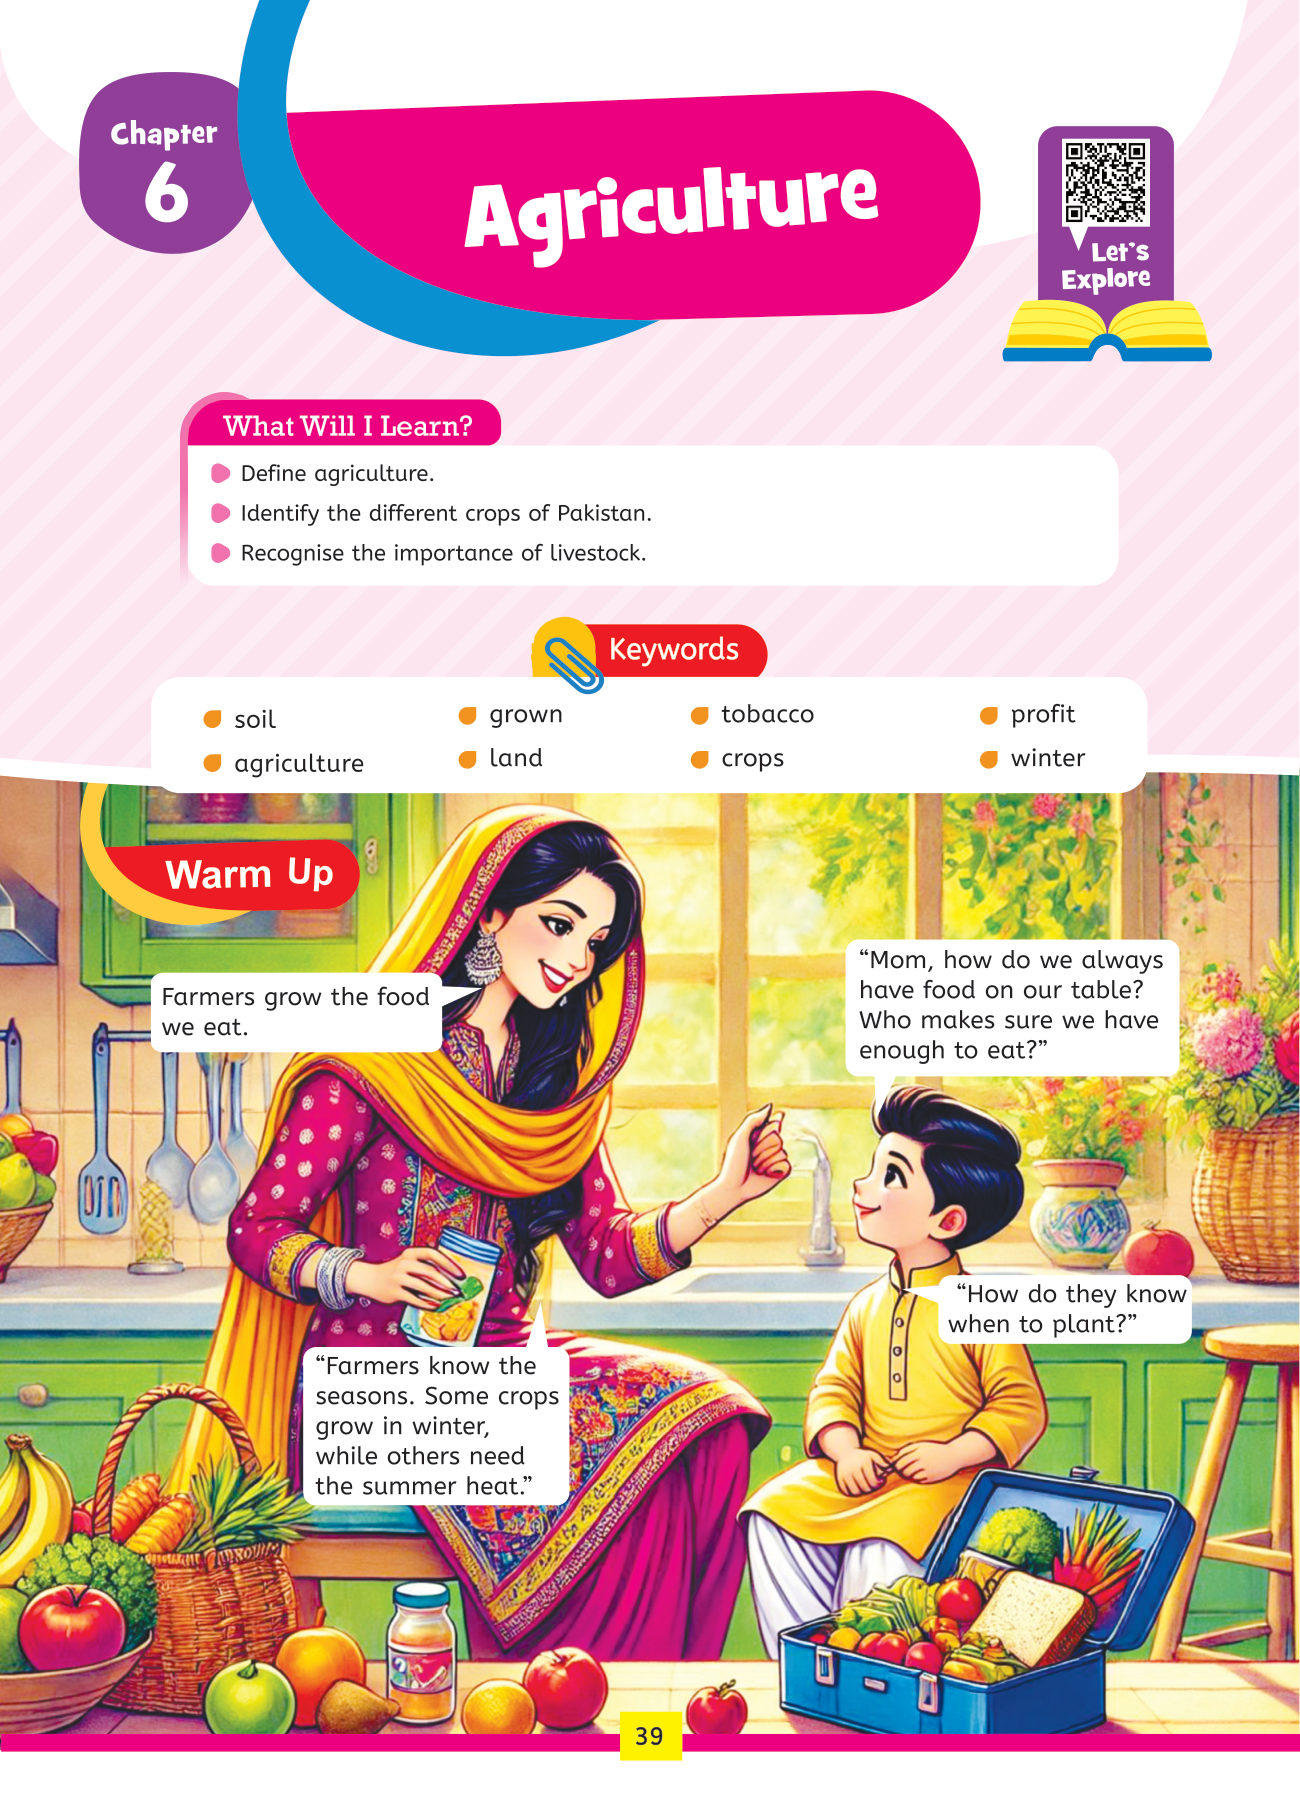 Chapter
6
Agriculture
Let's
Explore
What Will I Learn?
Define agriculture.
Identify the different crops of Pakistan.
Recognise the importance of livestock.
Keywords
soil
grown
tobacco
profit
agriculture
land
crops
winter
Warm Up
“Mom, how do we always
have food on our table?
Who makes sure we have
enough to eat?”
Farmers grow the food
we eat.
“How do they know
when to plant?”
“Farmers know the
seasons. Some crops
grow in winter,
while others need
the summer heat.”
39